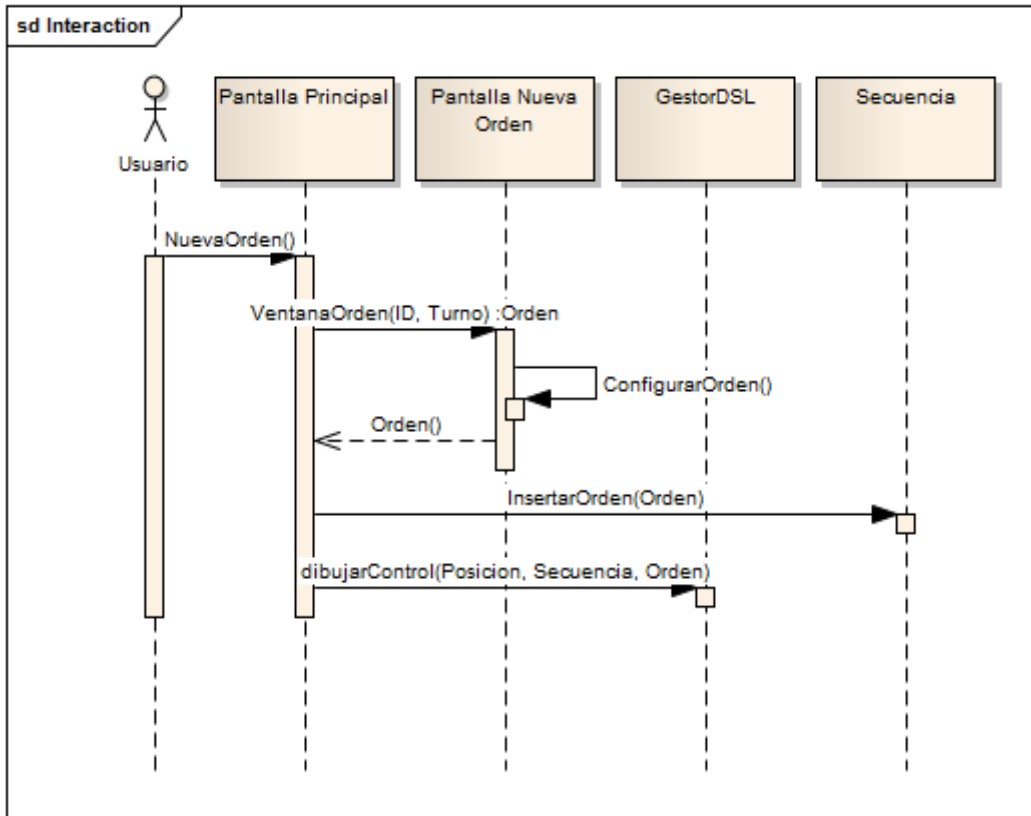 sd Interaction
Usuario
Pantalla Principal
Pantalla Nueva
Orden
GestorDSL
Secuencia
NuevaOrden()
VentanaOrden(ID, Turno) :Orden
ConfigurarOrden()
Orden()
InsertarOrden(Orden)
dibujarControl(Posicion, Secuencia, Orden)